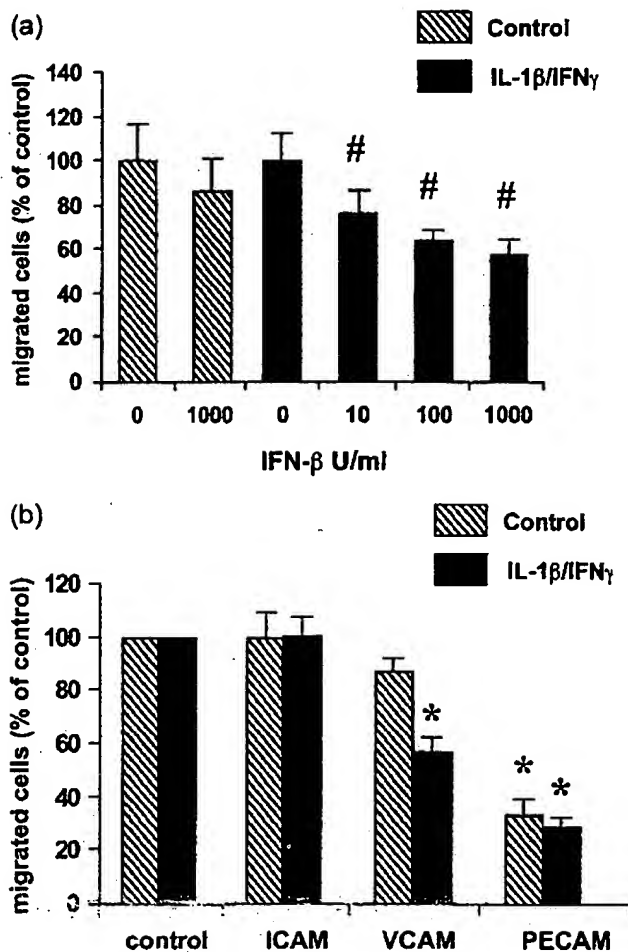 (a)
Control
IL-1β/IFNγ
migrated cells (% of control)
140
120
100
80
60
40
20
0
# # #
0 1000 0 10 100 1000
IFN-β U/ml
(b)
Control
IL-1β/IFNγ
migrated cells (% of control)
120
100
80
60
40
20
0
* * *
control ICAM VCAM PECAM